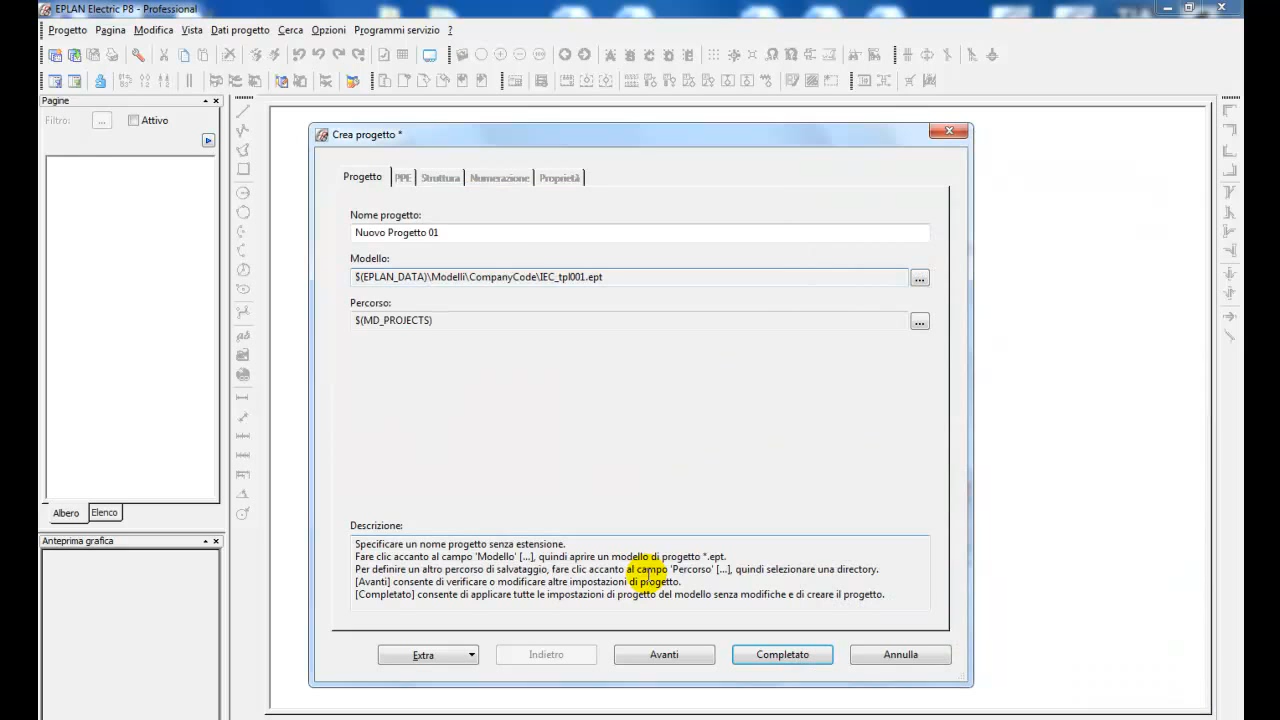 EPLAN Electric P8 - Professional
Progetto Pagina Modifica Vista Dati progetto Cerca Opzioni Programmi servizio ?
Pagine
Filtro: ... Attivo
Albero Elenco
Anteprima grafica
Crea progetto *
Progetto PPE Struttura Numerazione Proprietà
Nome progetto:
Nuovo Progetto 01
Modello:
$(EPLAN_DATA)\Modelli\CompanyCode\IEC_tpl001.ept ...
Percorso:
$(MD_PROJECTS) ...
Descrizione:
Specificare un nome progetto senza estensione.
Fare clic accanto al campo 'Modello' [...], quindi aprire un modello di progetto *.ept.
Per definire un altro percorso di salvataggio, fare clic accanto al campo 'Percorso' [...], quindi selezionare una directory.
[Avanti] consente di verificare o modificare altre impostazioni di progetto.
[Completato] consente di applicare tutte le impostazioni di progetto del modello senza modifiche e di creare il progetto.
Extra Indietro Avanti Completato Annulla